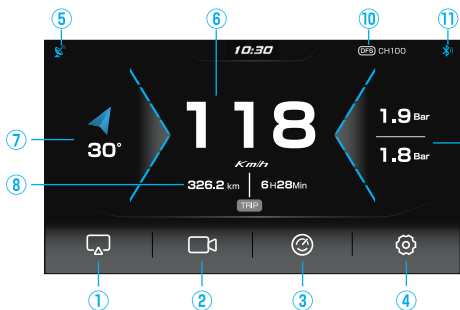 ⑤ ⑥ ⑩ ⑪
10:30 DFS CH100
118
⑦ 30°
Km/h
1.9 Bar
1.8 Bar
⑧ 326.2 km 6H28Min
TRIP
① ② ③ ④